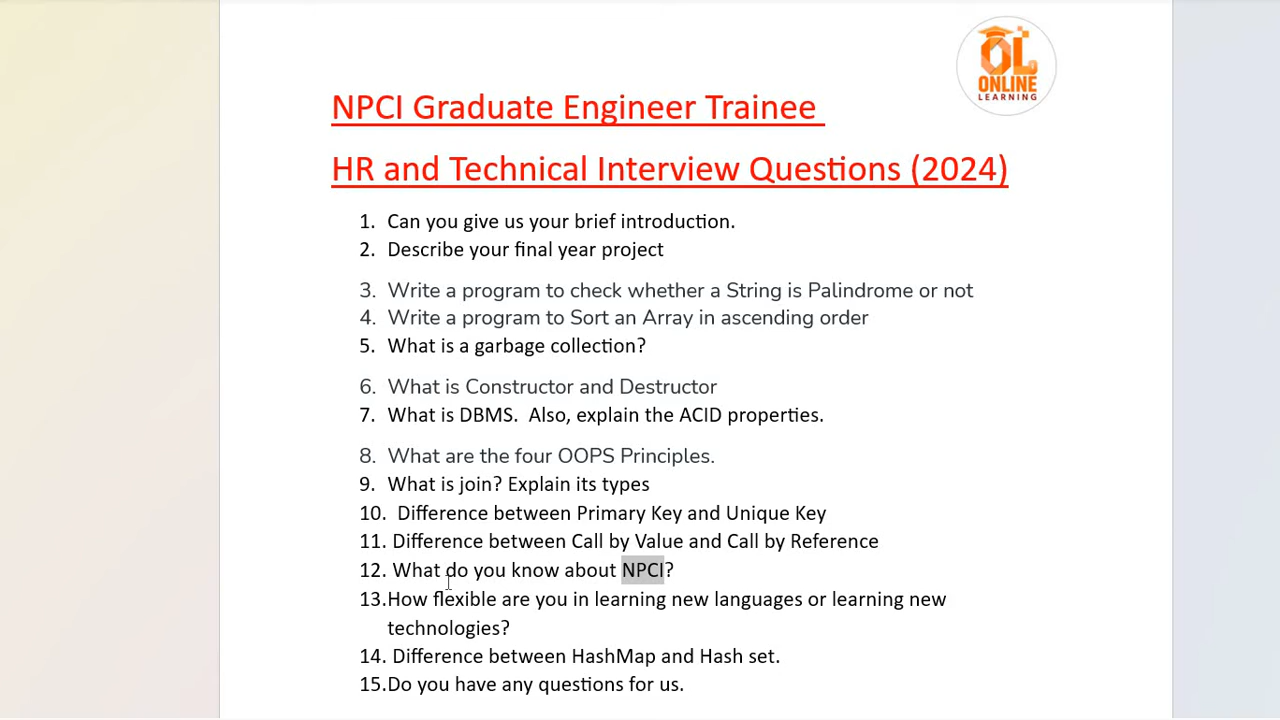 OL
ONLINE
LEARNING
NPCI Graduate Engineer Trainee
HR and Technical Interview Questions (2024)
1. Can you give us your brief introduction.
2. Describe your final year project
3. Write a program to check whether a String is Palindrome or not
4. Write a program to Sort an Array in ascending order
5. What is a garbage collection?
6. What is Constructor and Destructor
7. What is DBMS.  Also, explain the ACID properties.
8. What are the four OOPS Principles.
9. What is join? Explain its types
10.  Difference between Primary Key and Unique Key
11. Difference between Call by Value and Call by Reference
12. What do you know about NPCI?
13.How flexible are you in learning new languages or learning new
technologies?
14. Difference between HashMap and Hash set.
15.Do you have any questions for us.